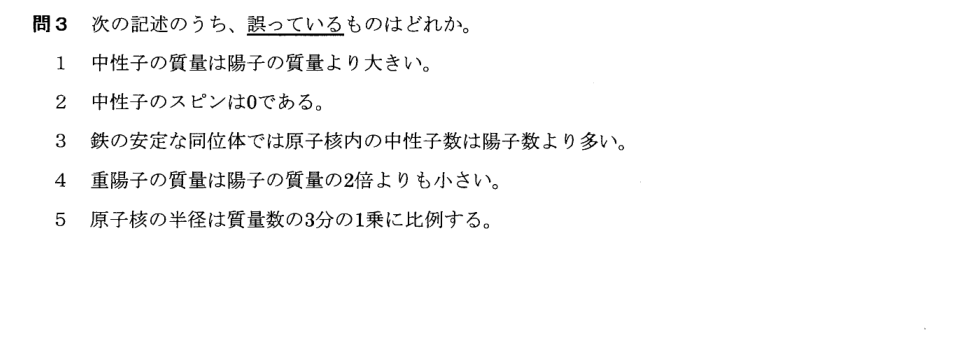 問3 次の記述のうち、誤っているものはどれか。
1 中性子の質量は陽子の質量より大きい。
2 中性子のスピンは0である。
3 鉄の安定な同位体では原子核内の中性子数は陽子数より多い。
4 重陽子の質量は陽子の質量の2倍よりも小さい。
5 原子核の半径は質量数の3分の1乗に比例する。